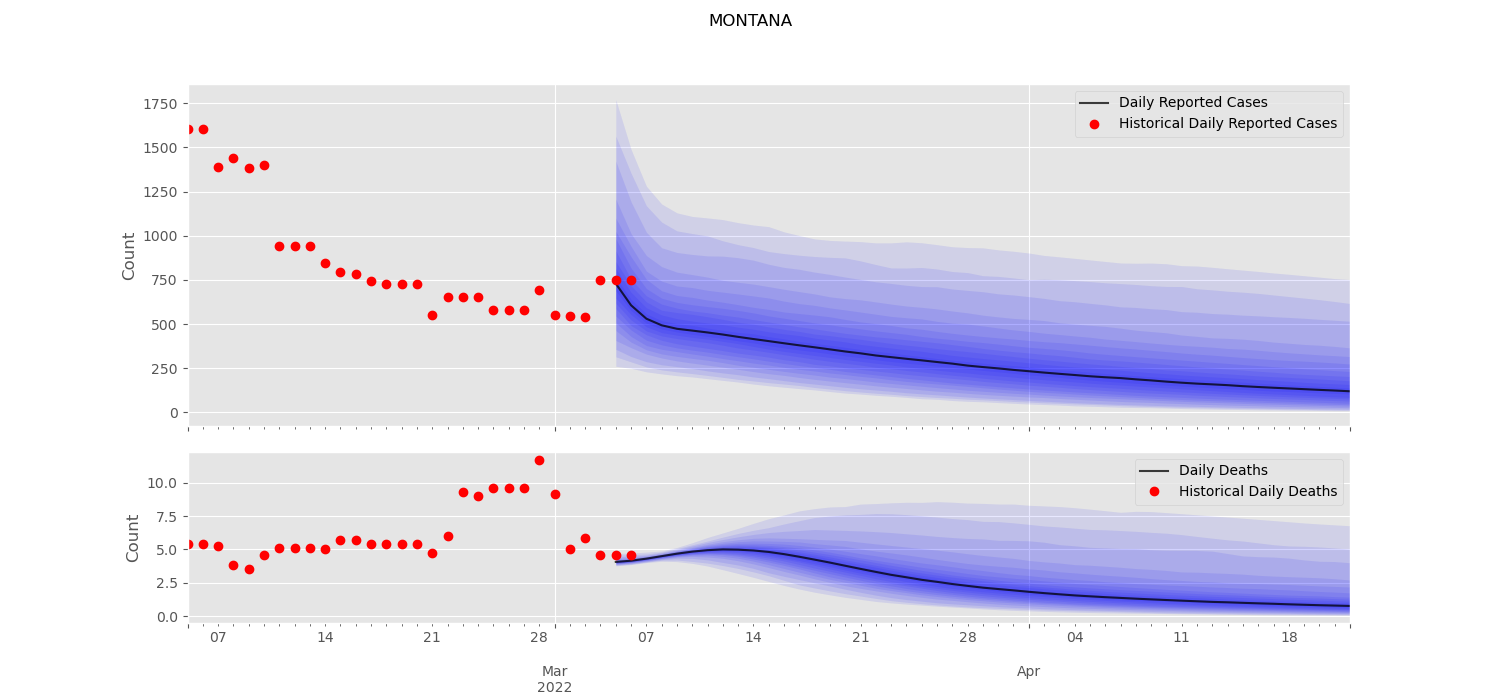 MONTANA
1750
1500
1250
1000
750
500
250
0
Count
Daily Reported Cases
Historical Daily Reported Cases
10.0
7.5
5.0
2.5
0.0
Count
Daily Deaths
Historical Daily Deaths
07 14 21 28 07 14 21 28 04 11 18
Mar Apr
2022